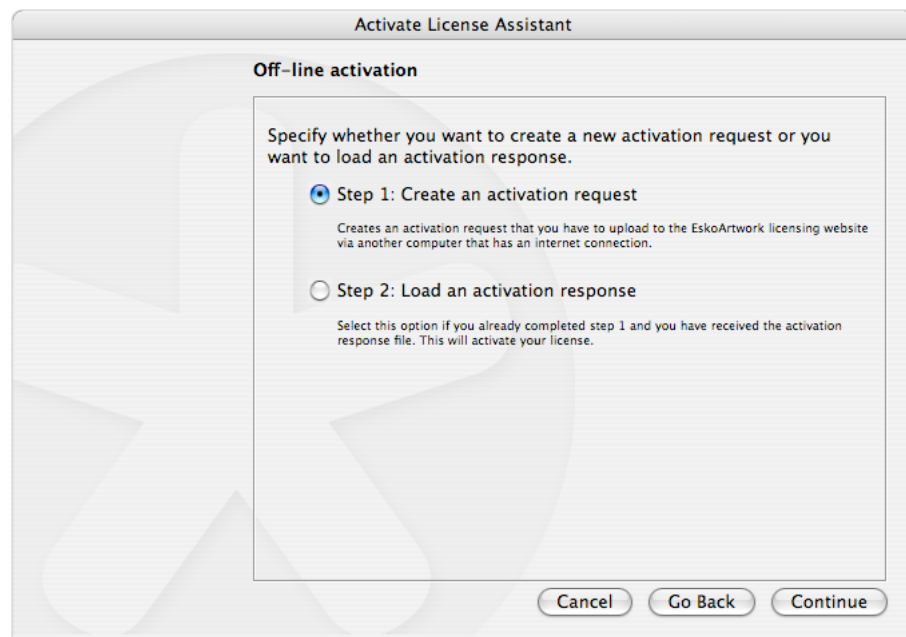 Activate License Assistant
Off-line activation
Specify whether you want to create a new activation request or you
want to load an activation response.
Step 1: Create an activation request
Creates an activation request that you have to upload to the EskoArtwork licensing website
via another computer that has an internet connection.
Step 2: Load an activation response
Select this option if you already completed step 1 and you have received the activation
response file. This will activate your license.
Cancel
Go Back
Continue